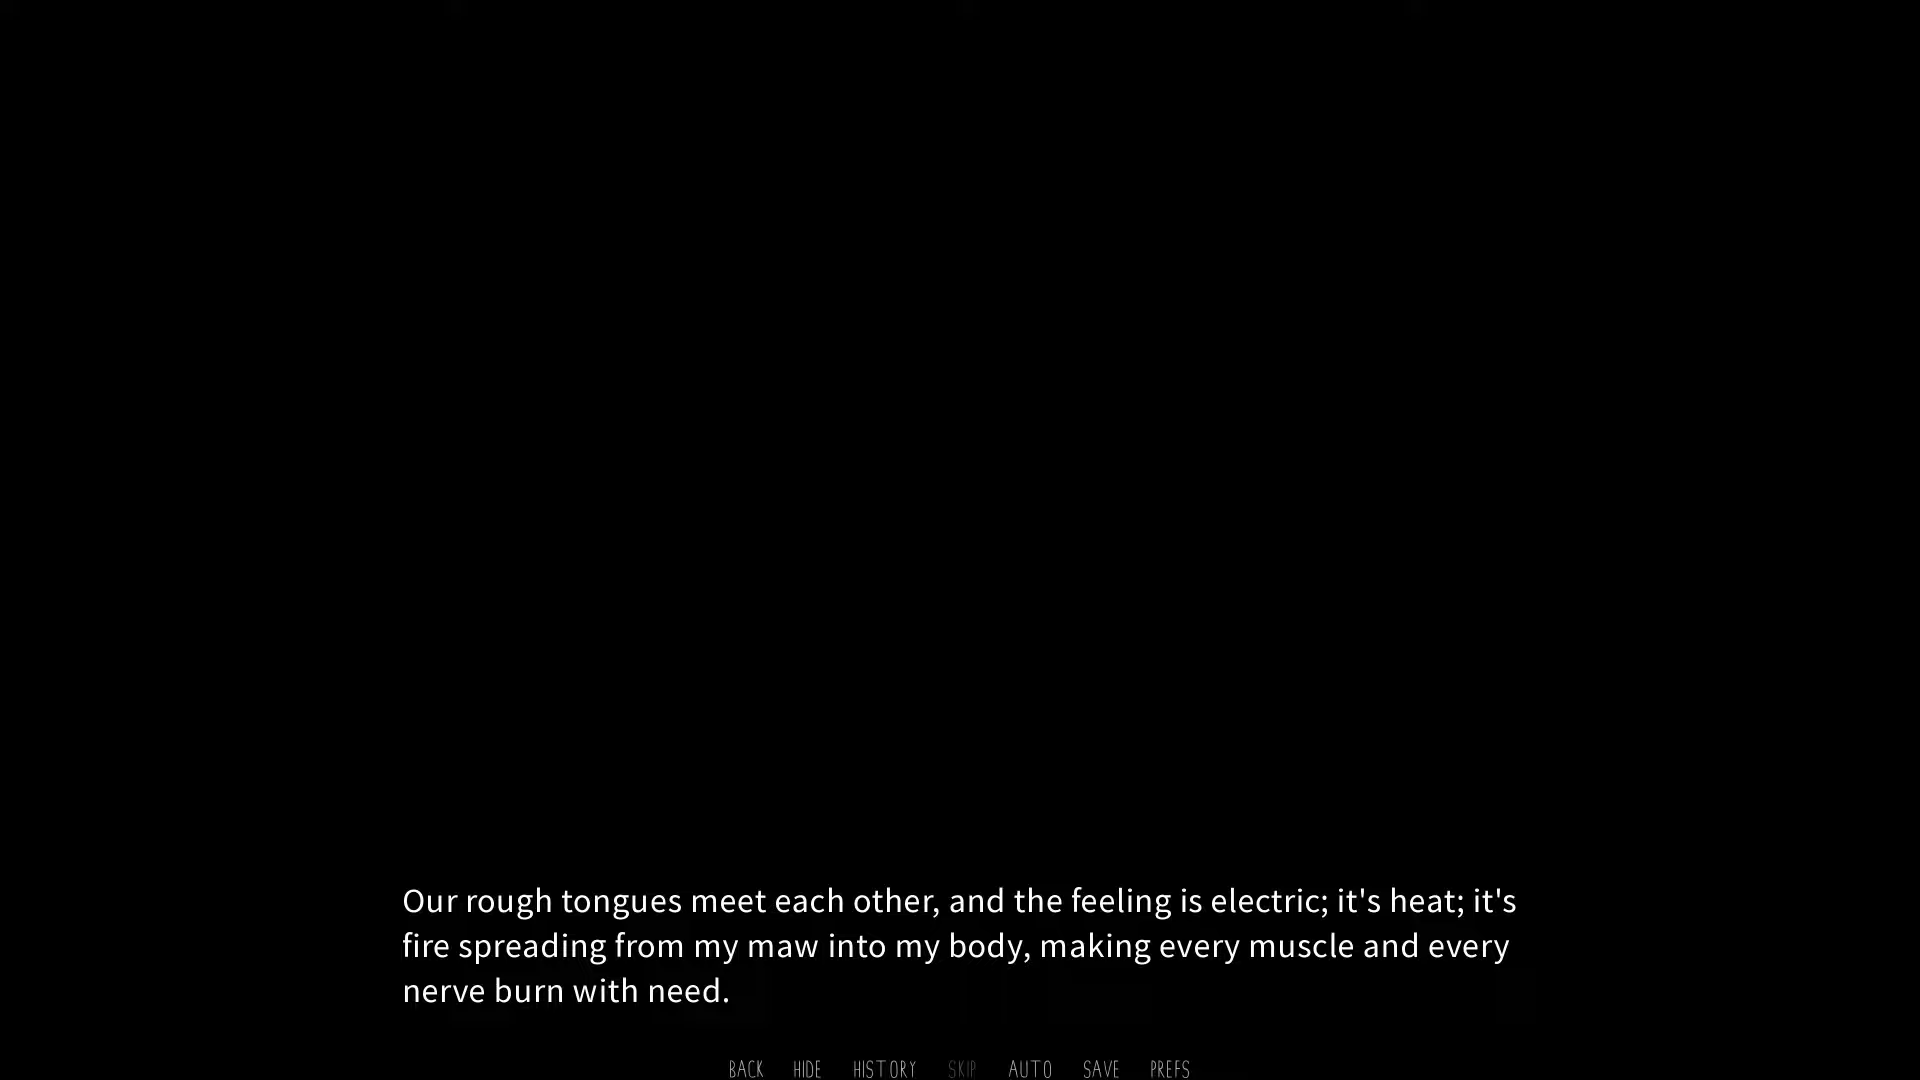 Our rough tongues meet each other, and the feeling is electric; it's heat; it's
fire spreading from my maw into my body, making every muscle and every
nerve burn with need.
BACK HIDE HISTORY SKIP AUTO SAVE PREFS